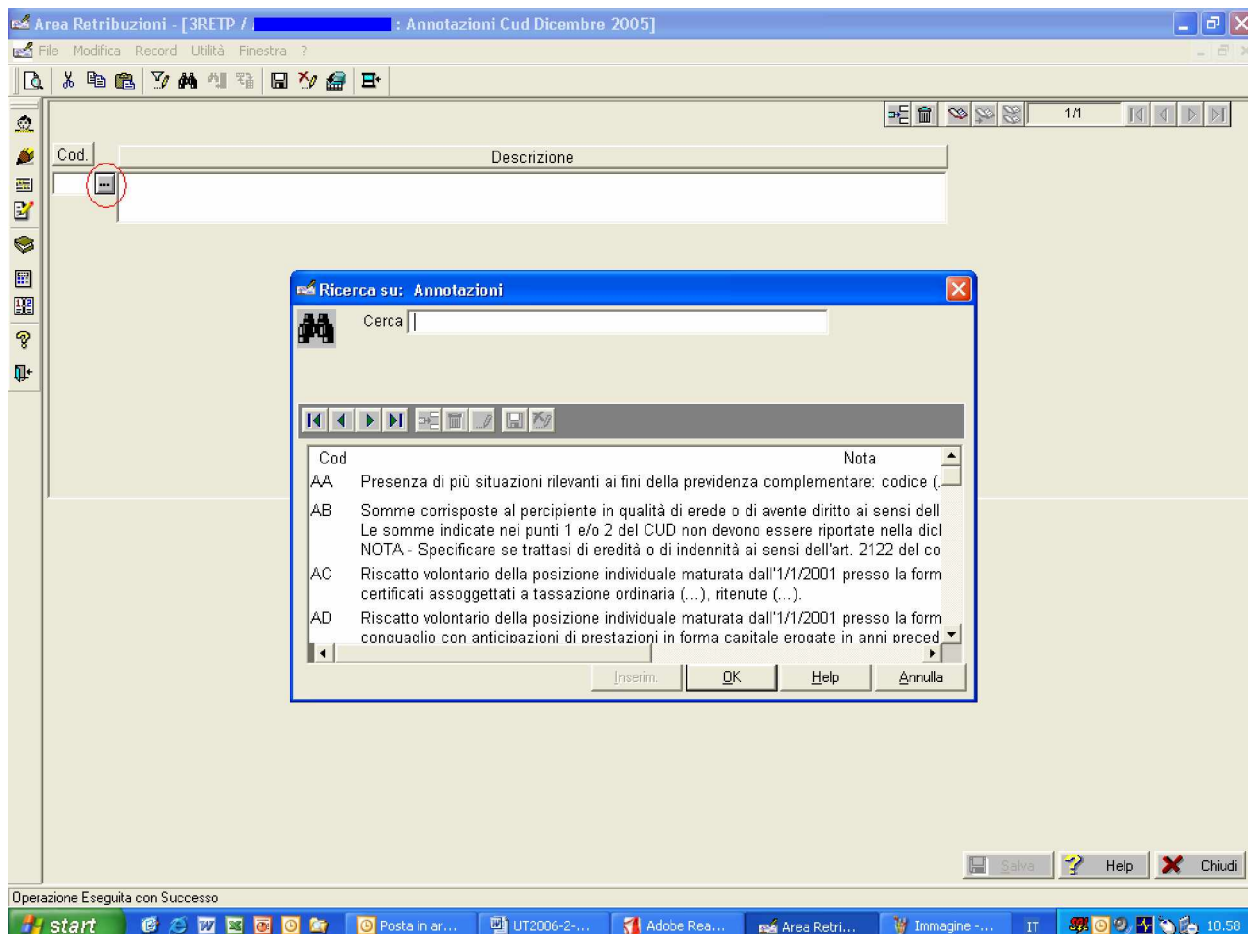 Area Retribuzioni - [3RETP / : Annotazioni Cud Dicembre 2005]
File Modifica Record Utilità Finestra ?
1/1
Cod. Descrizione
...
Ricerca su: Annotazioni
Cerca
Cod Nota
AA Presenza di più situazioni rilevanti ai fini della previdenza complementare: codice (.
AB Somme corrisposte al percipiente in qualità di erede o di avente diritto ai sensi dell
Le somme indicate nei punti 1 e/o 2 del CUD non devono essere riportate nella dicl
NOTA - Specificare se trattasi di eredità o di indennità ai sensi dell'art. 2122 del co
AC Riscatto volontario della posizione individuale maturata dall'1/1/2001 presso la form
certificati assoggettati a tassazione ordinaria (...), ritenute (...).
AD Riscatto volontario della posizione individuale maturata dall'1/1/2001 presso la form
conguaglio con anticipazioni di prestazioni in forma capitale erogate in anni preced
Inserim. OK Help Annulla
Salva Help Chiudi
Operazione Eseguita con Successo
start Posta in ar... UT2006-2-... Adobe Rea... Area Retri... Immagine -... IT 10.58